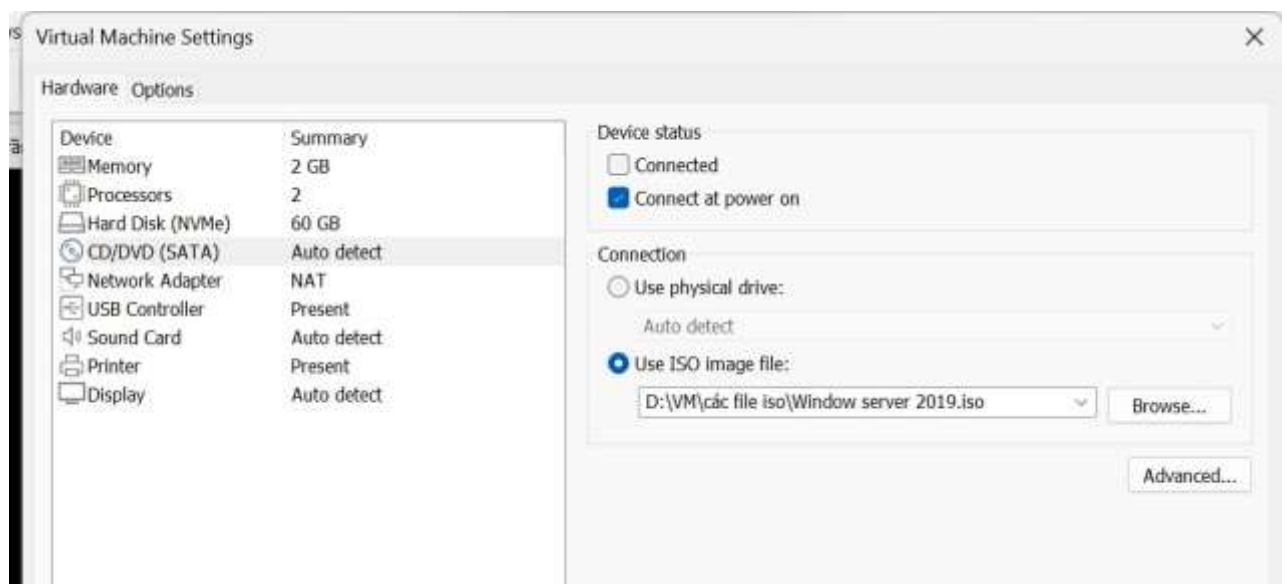 Virtual Machine Settings
Hardware Options
Device Summary
Memory 2 GB
Processors 2
Hard Disk (NVMe) 60 GB
CD/DVD (SATA) Auto detect
Network Adapter NAT
USB Controller Present
Sound Card Auto detect
Printer Present
Display Auto detect
Device status
Connected
Connect at power on
Connection
Use physical drive:
Auto detect
Use ISO image file:
D:\VM\các file iso\Window server 2019.iso
Browse...
Advanced...